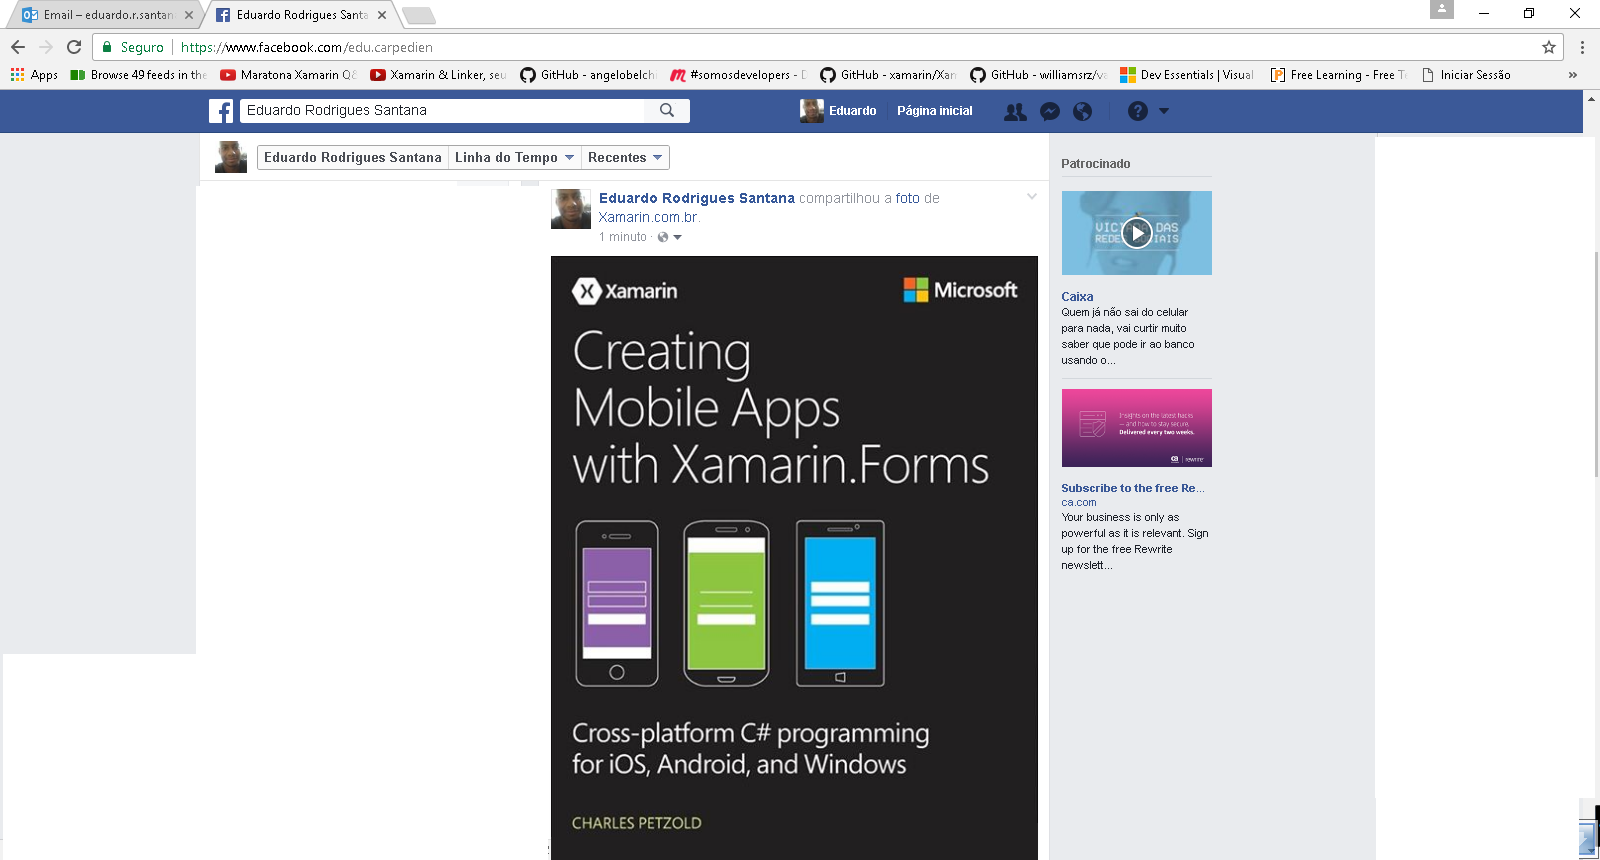 Email – eduardo.r.santan
Eduardo Rodrigues Santa
Seguro
https://www.facebook.com/edu.carpedien
Apps
Browse 49 feeds in the
Maratona Xamarin Q&
Xamarin & Linker, seu
GitHub - angelobelchi
#somosdevelopers - D
GitHub - xamarin/Xan
GitHub - williamsrz/va
Dev Essentials | Visual
Free Learning - Free T
Iniciar Sessão
»
Eduardo Rodrigues Santana
Eduardo
Página inicial
Eduardo Rodrigues Santana
Linha do Tempo
Recentes
Eduardo Rodrigues Santana compartilhou a foto de
Xamarin.com.br.
1 minuto ·
Xamarin
Microsoft
Creating
Mobile Apps
with Xamarin.Forms
Cross-platform C# programming
for iOS, Android, and Windows
CHARLES PETZOLD
Patrocinado
VICIADA DAS
REDES SOCIAIS
Caixa
Quem já não sai do celular
para nada, vai curtir muito
saber que pode ir ao banco
usando o...
Insights on the latest hacks
— and how to stay secure.
Delivered every two weeks.
ca | rewrite
Subscribe to the free Re...
ca.com
Your business is only as
powerful as it is relevant. Sign
up for the free Rewrite
newslett...